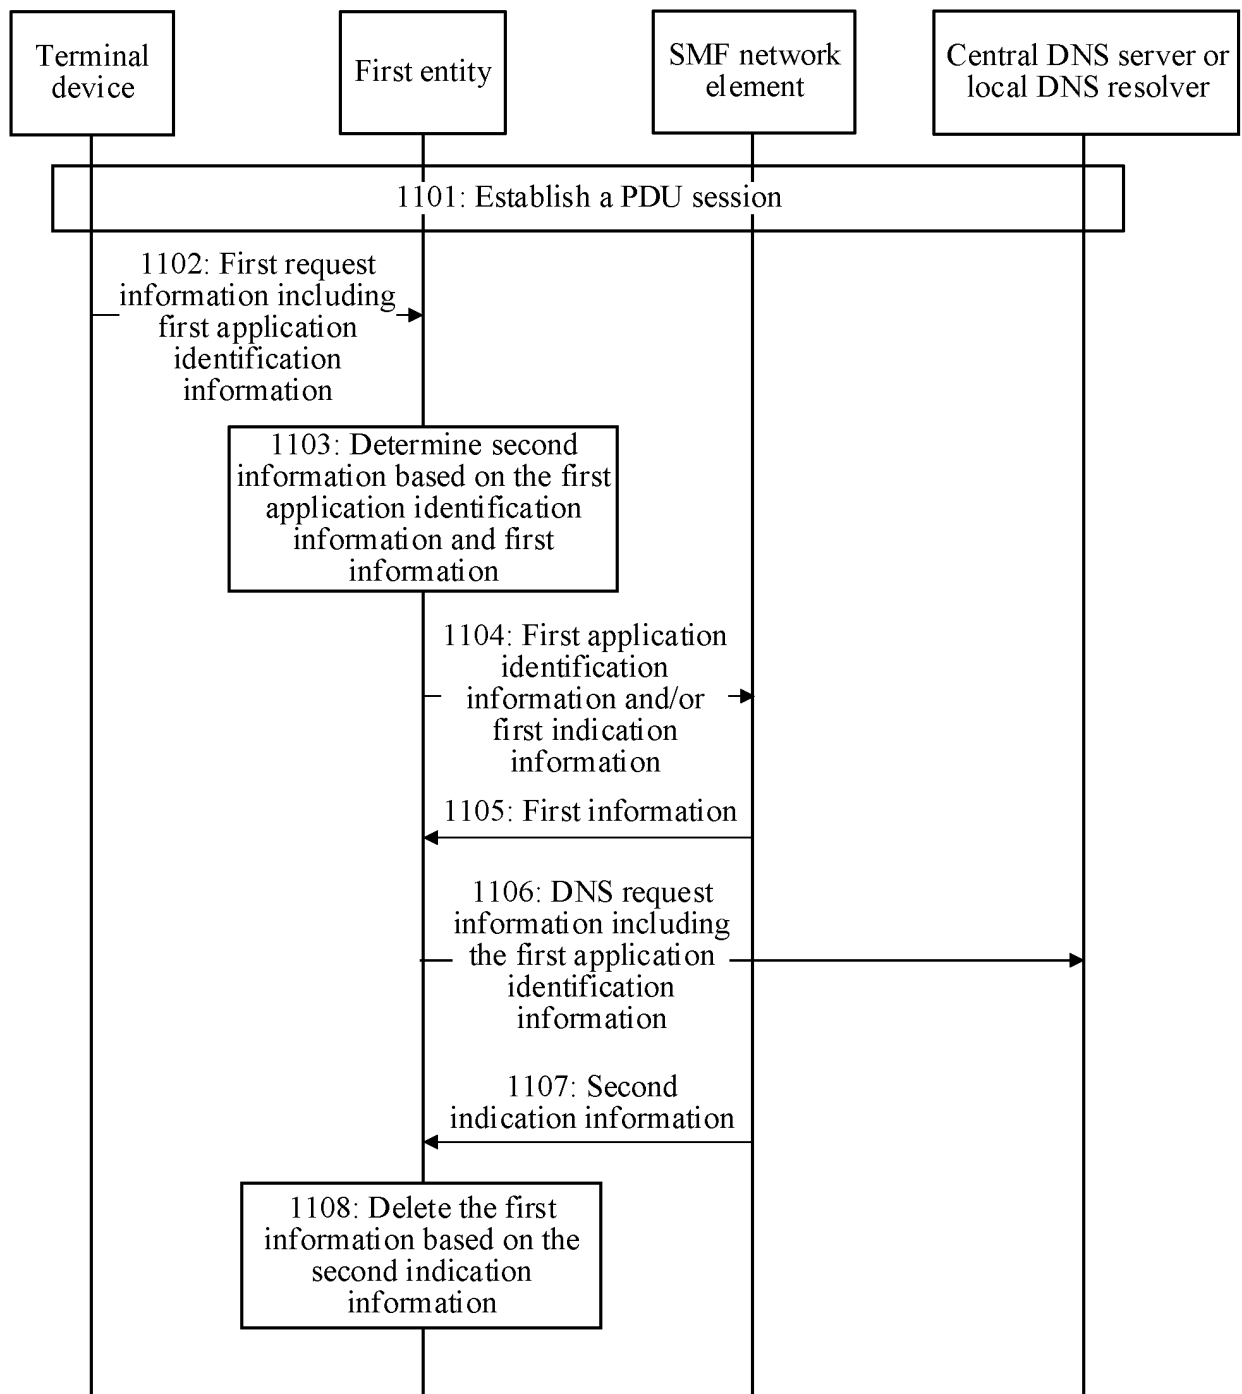 Terminal
device
First entity
SMF network
element
Central DNS server or
local DNS resolver
1101: Establish a PDU session
1102: First request
information including
first application
identification
information
1103: Determine second
information based on the first
application identification
information and first
information
1104: First application
identification
information and/or
first indication
information
1105: First information
1106: DNS request
information including
the first application
identification
information
1107: Second
indication information
1108: Delete the first
information based on the
second indication
information